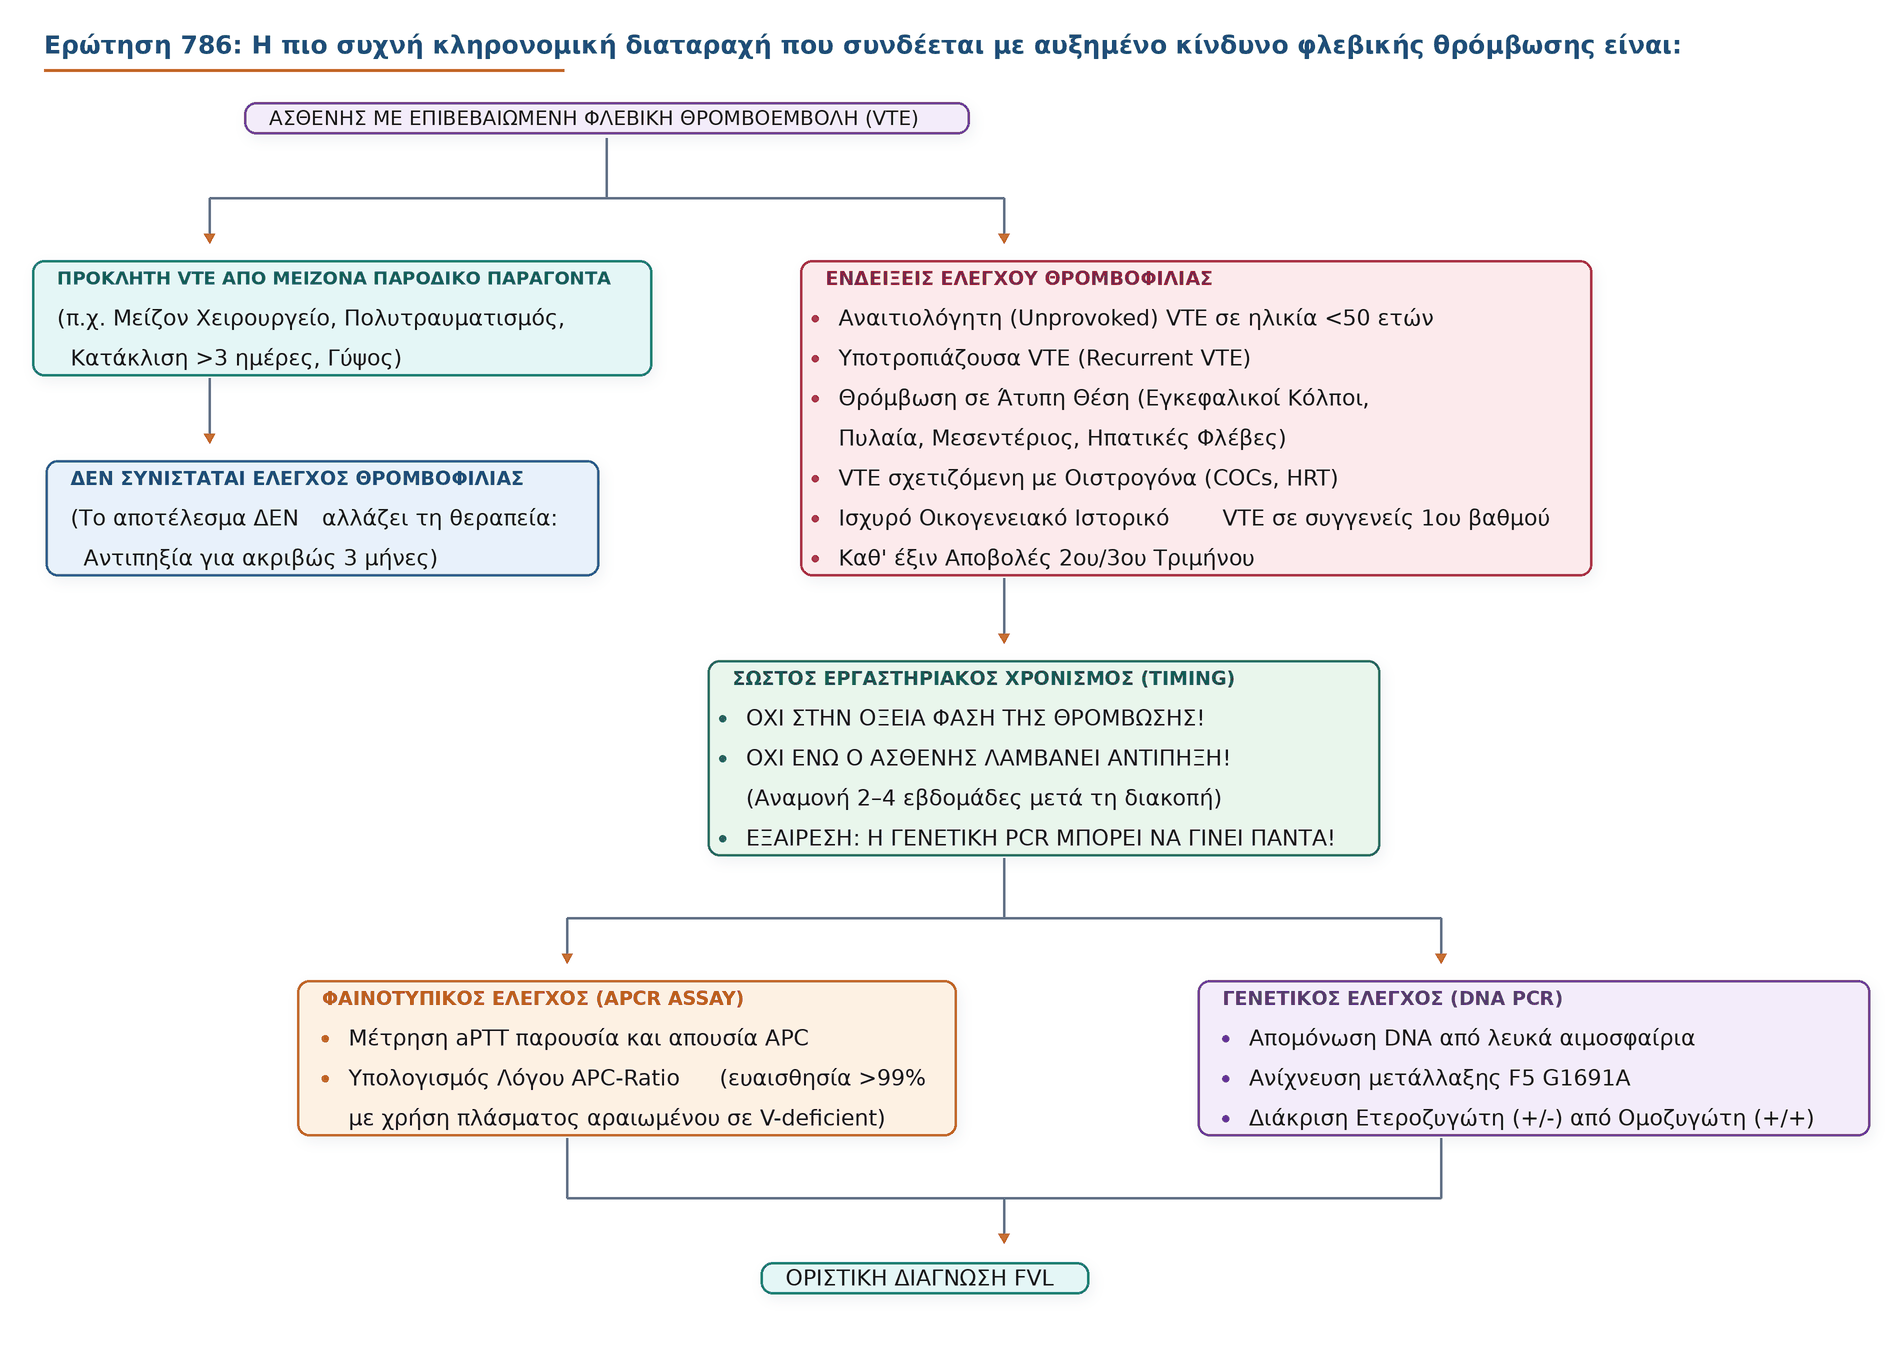 Ερώτηση 786: Η πιο συχνή κληρονομική διαταραχή που συνδέεται με αυξημένο κίνδυνο φλεβικής θρόμβωσης είναι:
ΑΣΘΕΝΗΣ ΜΕ ΕΠΙΒΕΒΑΙΩΜΕΝΗ ΦΛΕΒΙΚΗ ΘΡΟΜΒΟΕΜΒΟΛΗ (VTE)
ΠΡΟΚΛΗΤΗ VTE ΑΠΟ ΜΕΙΖΟΝΑ ΠΑΡΟΔΙΚΟ ΠΑΡΑΓΟΝΤΑ
(π.χ. Μείζον Χειρουργείο, Πολυτραυματισμός,
Κατάκλιση >3 ημέρες, Γύψος)
ΔΕΝ ΣΥΝΙΣΤΑΤΑΙ ΕΛΕΓΧΟΣ ΘΡΟΜΒΟΦΙΛΙΑΣ
(Το αποτέλεσμα ΔΕΝ αλλάζει τη θεραπεία:
Αντιπηξία για ακριβώς 3 μήνες)
ΕΝΔΕΙΞΕΙΣ ΕΛΕΓΧΟΥ ΘΡΟΜΒΟΦΙΛΙΑΣ
• Αναιτιολόγητη (Unprovoked) VTE σε ηλικία <50 ετών
• Υποτροπιάζουσα VTE (Recurrent VTE)
• Θρόμβωση σε Άτυπη Θέση (Εγκεφαλικοί Κόλποι,
Πυλαία, Μεσεντέριος, Ηπατικές Φλέβες)
• VTE σχετιζόμενη με Οιστρογόνα (COCs, HRT)
• Ισχυρό Οικογενειακό Ιστορικό VTE σε συγγενείς 1ου βαθμού
• Καθ' έξιν Αποβολές 2ου/3ου Τριμήνου
ΣΩΣΤΟΣ ΕΡΓΑΣΤΗΡΙΑΚΟΣ ΧΡΟΝΙΣΜΟΣ (TIMING)
• ΟΧΙ ΣΤΗΝ ΟΞΕΙΑ ΦΑΣΗ ΤΗΣ ΘΡΟΜΒΩΣΗΣ!
• ΟΧΙ ΕΝΩ Ο ΑΣΘΕΝΗΣ ΛΑΜΒΑΝΕΙ ΑΝΤΙΠΗΞΗ!
(Αναμονή 2–4 εβδομάδες μετά τη διακοπή)
• ΕΞΑΙΡΕΣΗ: Η ΓΕΝΕΤΙΚΗ PCR ΜΠΟΡΕΙ ΝΑ ΓΙΝΕΙ ΠΑΝΤΑ!
ΦΑΙΝΟΤΥΠΙΚΟΣ ΕΛΕΓΧΟΣ (APCR ASSAY)
• Μέτρηση aPTT παρουσία και απουσία APC
• Υπολογισμός Λόγου APC-Ratio (ευαισθησία >99%
με χρήση πλάσματος αραιωμένου σε V-deficient)
ΓΕΝΕΤΙΚΟΣ ΕΛΕΓΧΟΣ (DNA PCR)
• Απομόνωση DNA από λευκά αιμοσφαίρια
• Ανίχνευση μετάλλαξης F5 G1691A
• Διάκριση Ετεροζυγώτη (+/-) από Ομοζυγώτη (+/+)
ΟΡΙΣΤΙΚΗ ΔΙΑΓΝΩΣΗ FVL